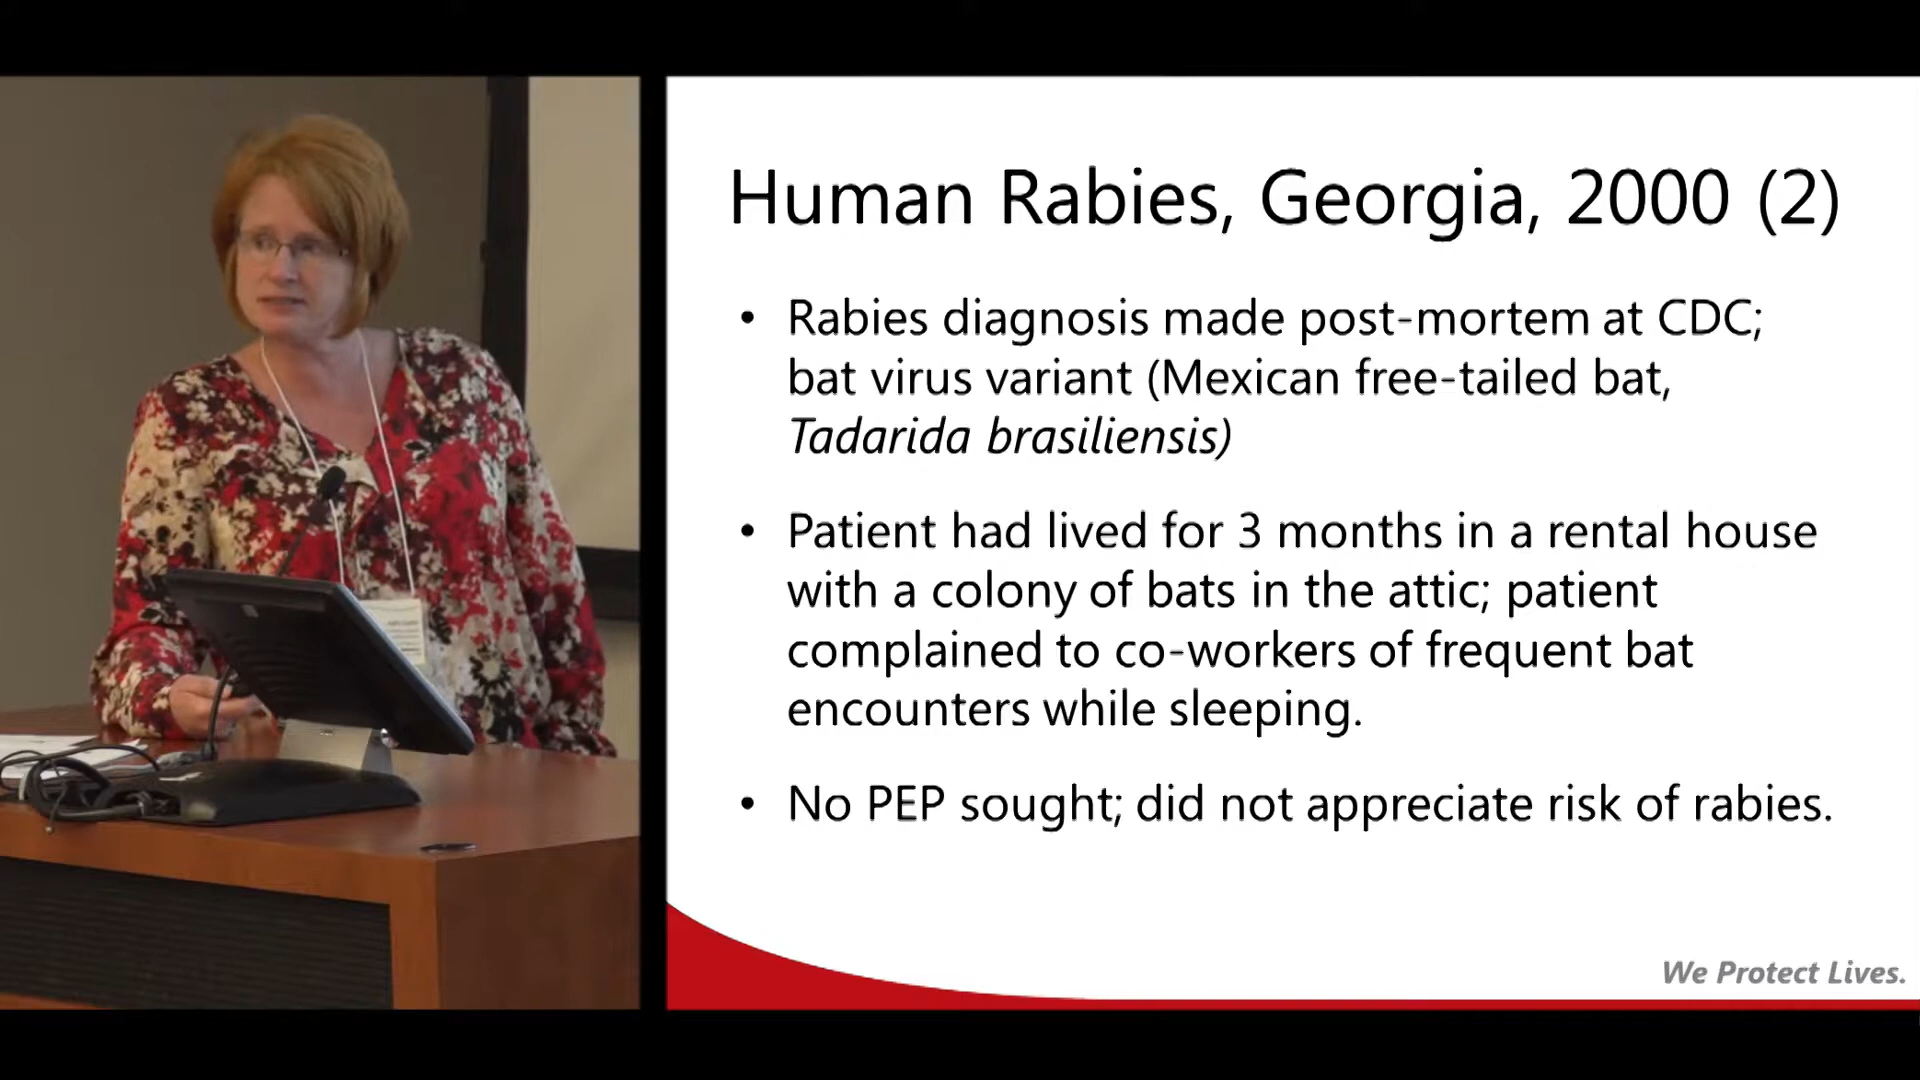 Human Rabies, Georgia, 2000 (2)
• Rabies diagnosis made post-mortem at CDC;
bat virus variant (Mexican free-tailed bat,
Tadarida brasiliensis)
• Patient had lived for 3 months in a rental house
with a colony of bats in the attic; patient
complained to co-workers of frequent bat
encounters while sleeping.
• No PEP sought; did not appreciate risk of rabies.
We Protect Lives.